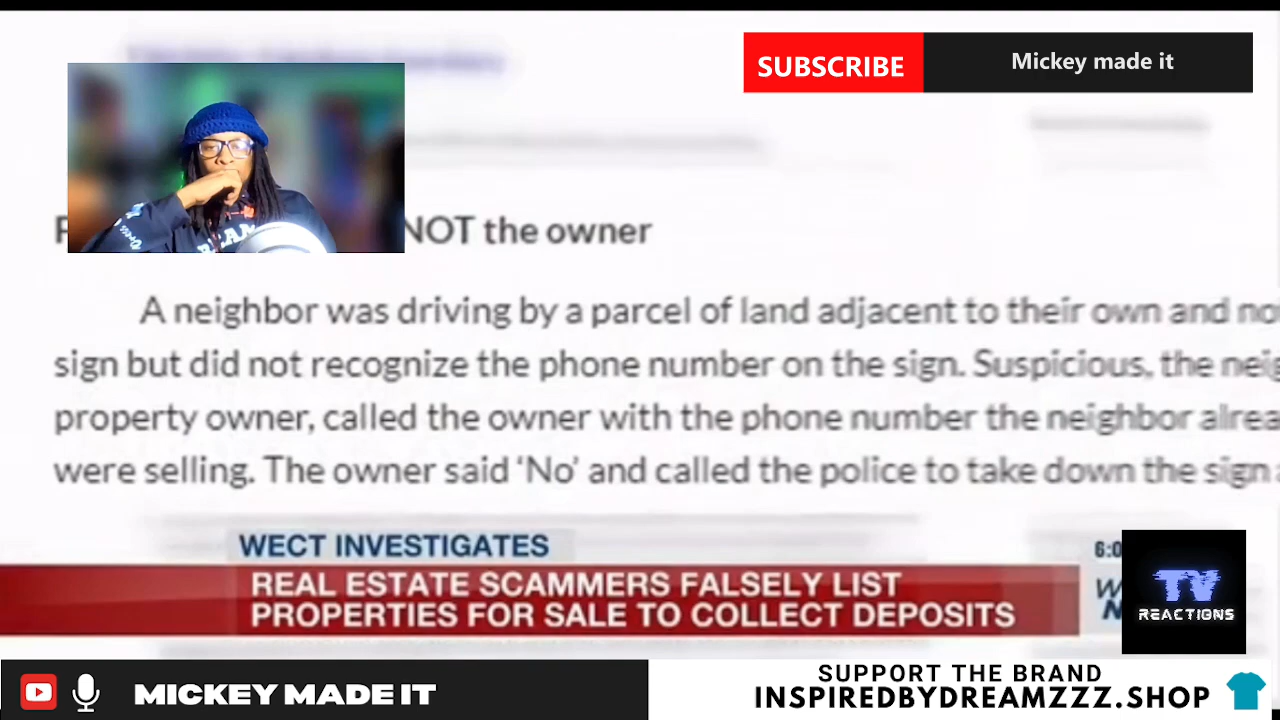 SUBSCRIBE
Mickey made it
NOT the owner
A neighbor was driving by a parcel of land adjacent to their own and
sign but did not recognize the phone number on the sign. Suspicious, the
property owner, called the owner with the phone number the neighbor
were selling. The owner said ‘No’ and called the police to take down the sign
WECT INVESTIGATES
REAL ESTATE SCAMMERS FALSELY LIST
PROPERTIES FOR SALE TO COLLECT DEPOSITS
TV
REACTIONS
MICKEY MADE IT
SUPPORT THE BRAND
INSPIREDBYDREAMZZZ.SHOP